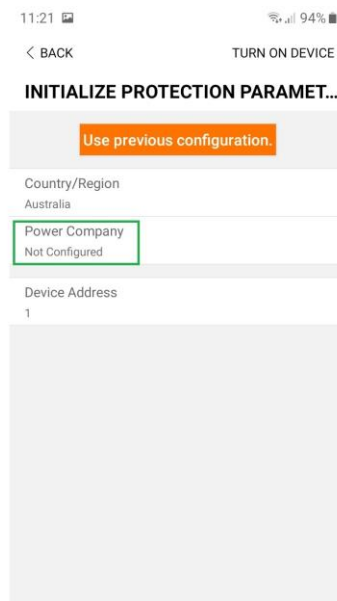 11:21 94%
< BACK TURN ON DEVICE
INITIALIZE PROTECTION PARAMET...
Use previous configuration.
Country/Region
Australia
Power Company
Not Configured
Device Address
1